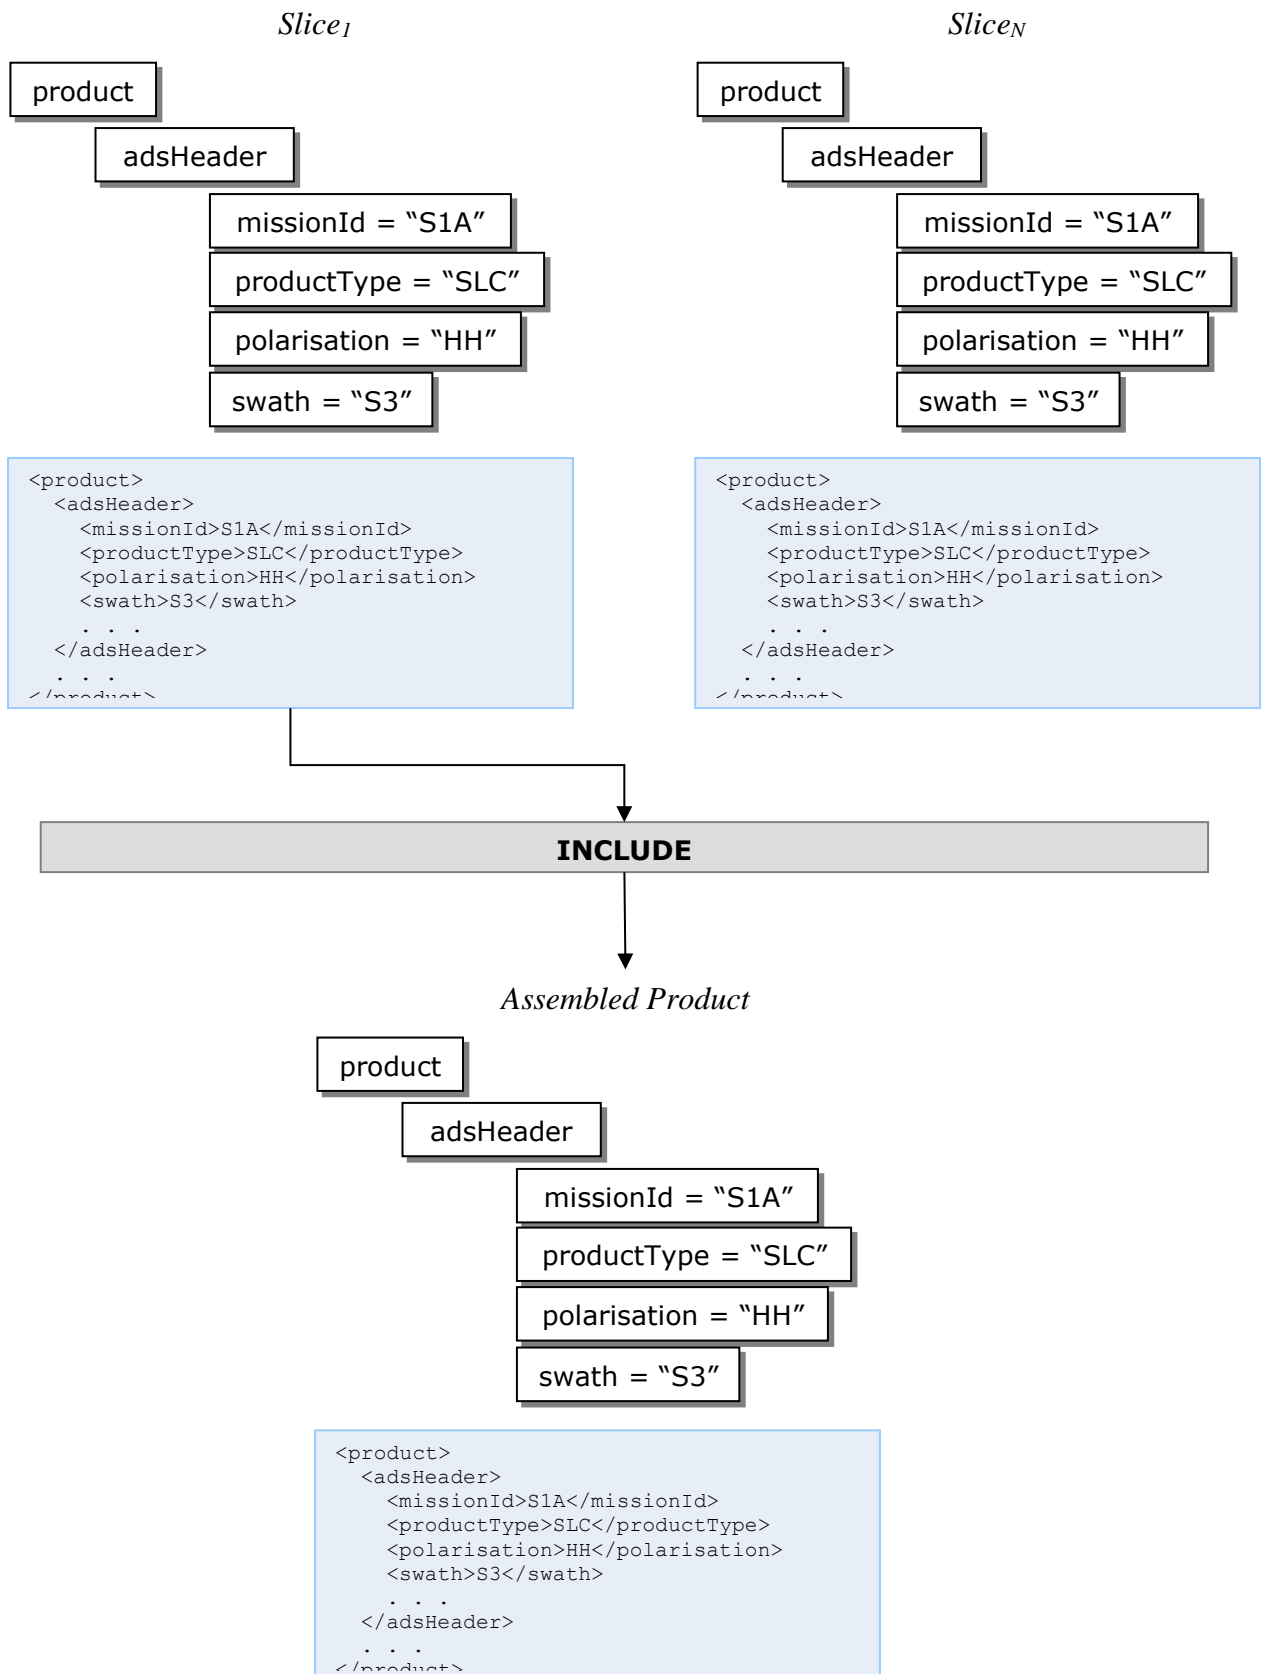 Slice1
product
adsHeader
missionId = “S1A”
productType = “SLC”
polarisation = “HH”
swath = “S3”
<product>
<adsHeader>
<missionId>S1A</missionId>
<productType>SLC</productType>
<polarisation>HH</polarisation>
<swath>S3</swath>
. . .
</adsHeader>
. . .
</product>
SliceN
product
adsHeader
missionId = “S1A”
productType = “SLC”
polarisation = “HH”
swath = “S3”
<product>
<adsHeader>
<missionId>S1A</missionId>
<productType>SLC</productType>
<polarisation>HH</polarisation>
<swath>S3</swath>
. . .
</adsHeader>
. . .
</product>
INCLUDE
Assembled Product
product
adsHeader
missionId = “S1A”
productType = “SLC”
polarisation = “HH”
swath = “S3”
<product>
<adsHeader>
<missionId>S1A</missionId>
<productType>SLC</productType>
<polarisation>HH</polarisation>
<swath>S3</swath>
. . .
</adsHeader>
. . .
</product>